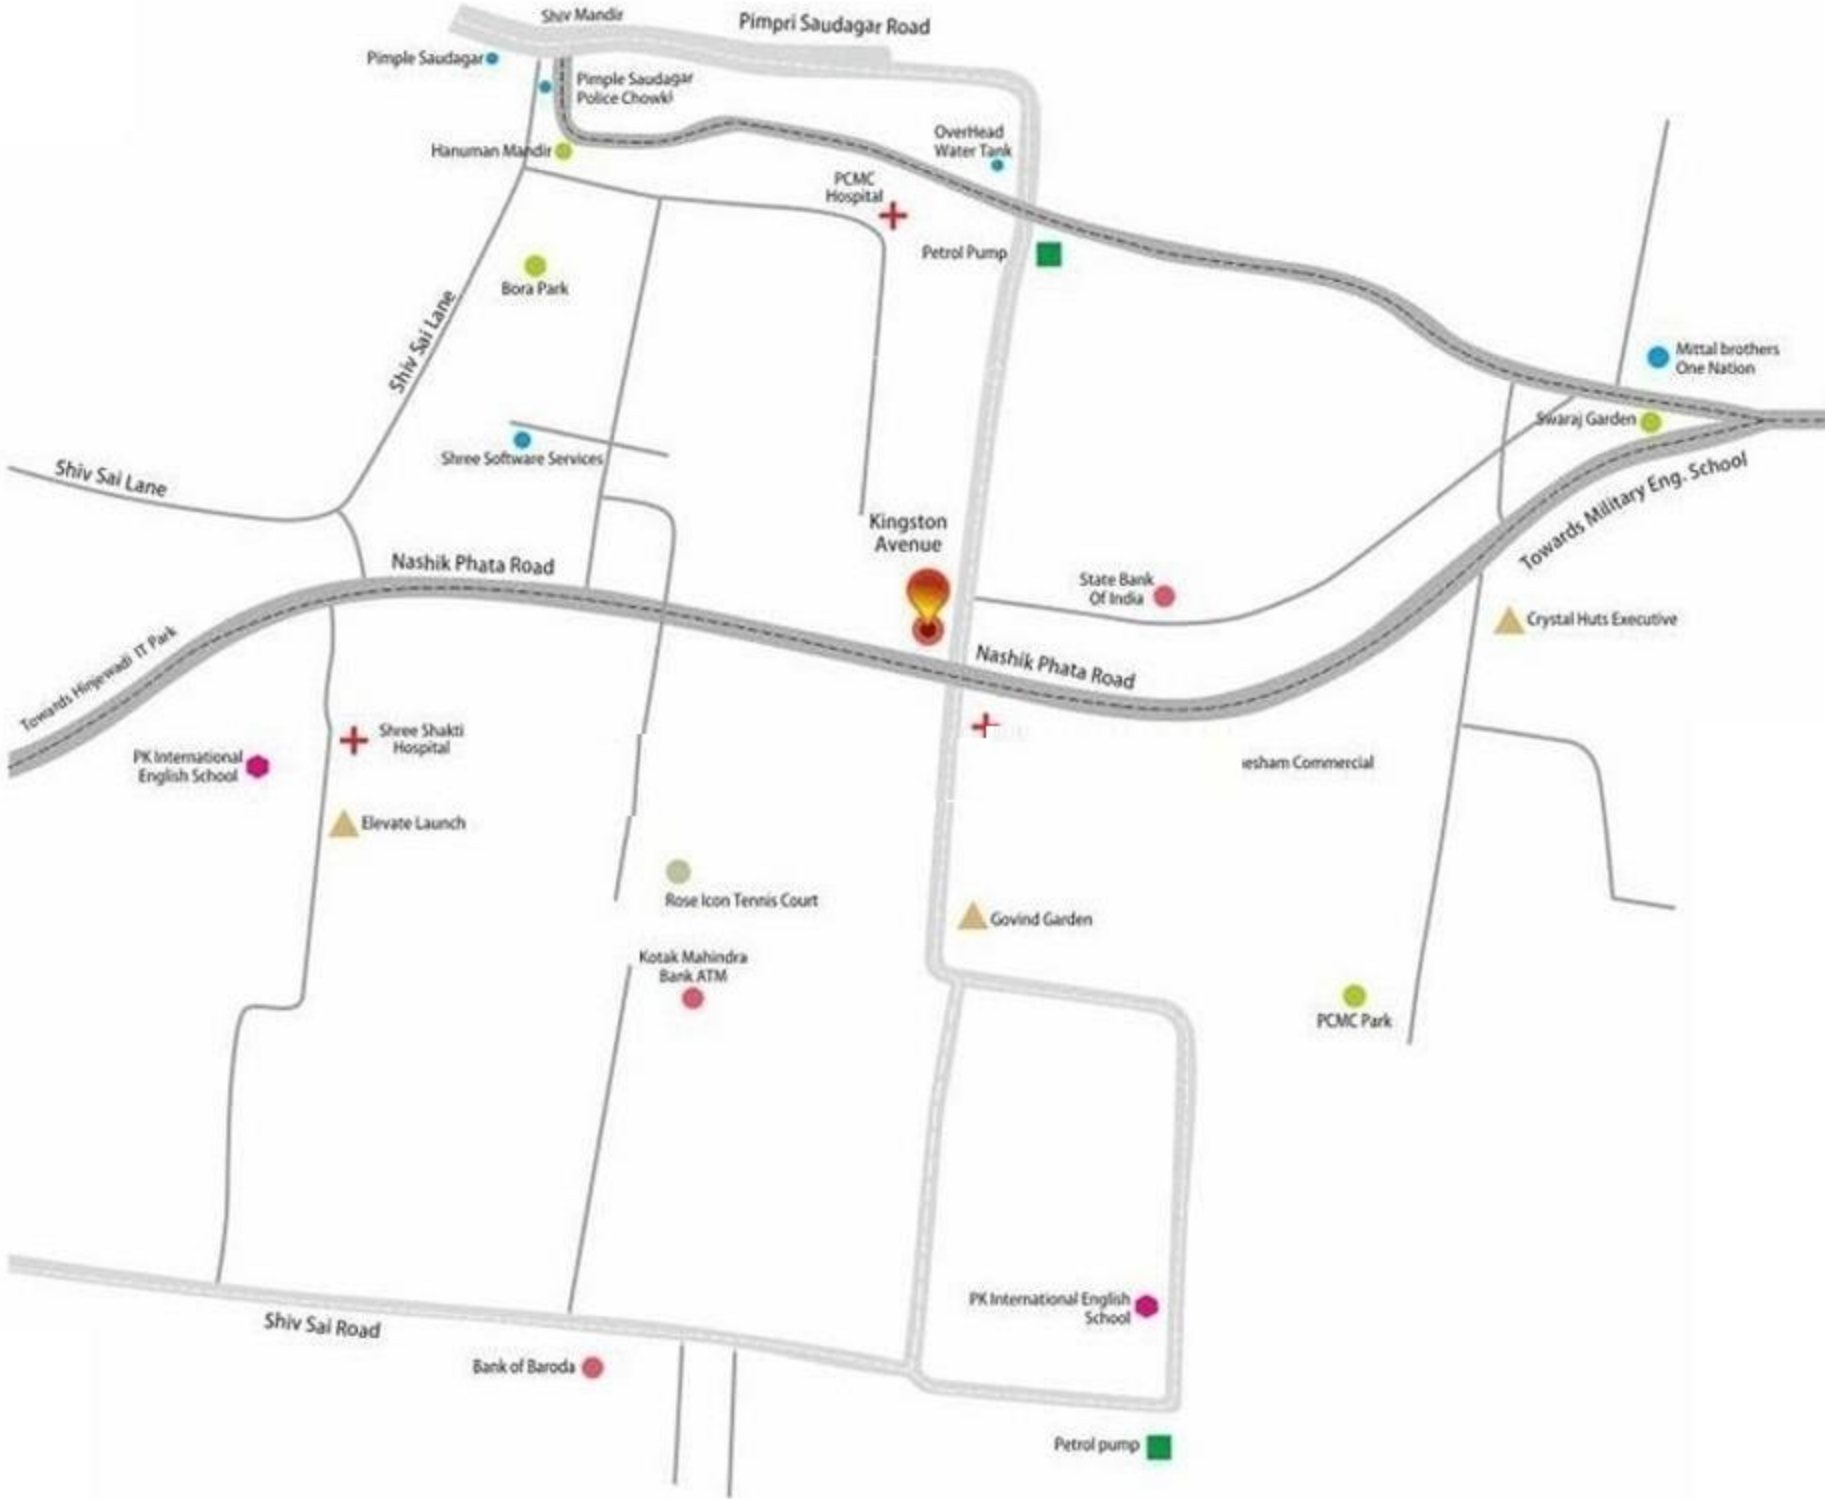 Shiv Mandir
Pimpri Saudagar Road
Pimple Saudagar
Pimple Saudagar
Police Chowki
OverHead
Water Tank
Hanuman Mandir
PCMC
Hospital
Petrol Pump
Bora Park
Shiv Sai Lane
Mittal brothers
One Nation
Swaraj Garden
Shree Software Services
Shiv Sai Lane
Towards Military Eng. School
Kingston
Avenue
Nashik Phata Road
State Bank
Of India
Crystal Huts Executive
Towards Hinjewadi IT Park
Nashik Phata Road
Shree Shakti
Hospital
PK International
English School
esham Commercial
Elevate Launch
Rose Icon Tennis Court
Govind Garden
Kotak Mahindra
Bank ATM
PCMC Park
PK International English
School
Shiv Sai Road
Bank of Baroda
Petrol pump